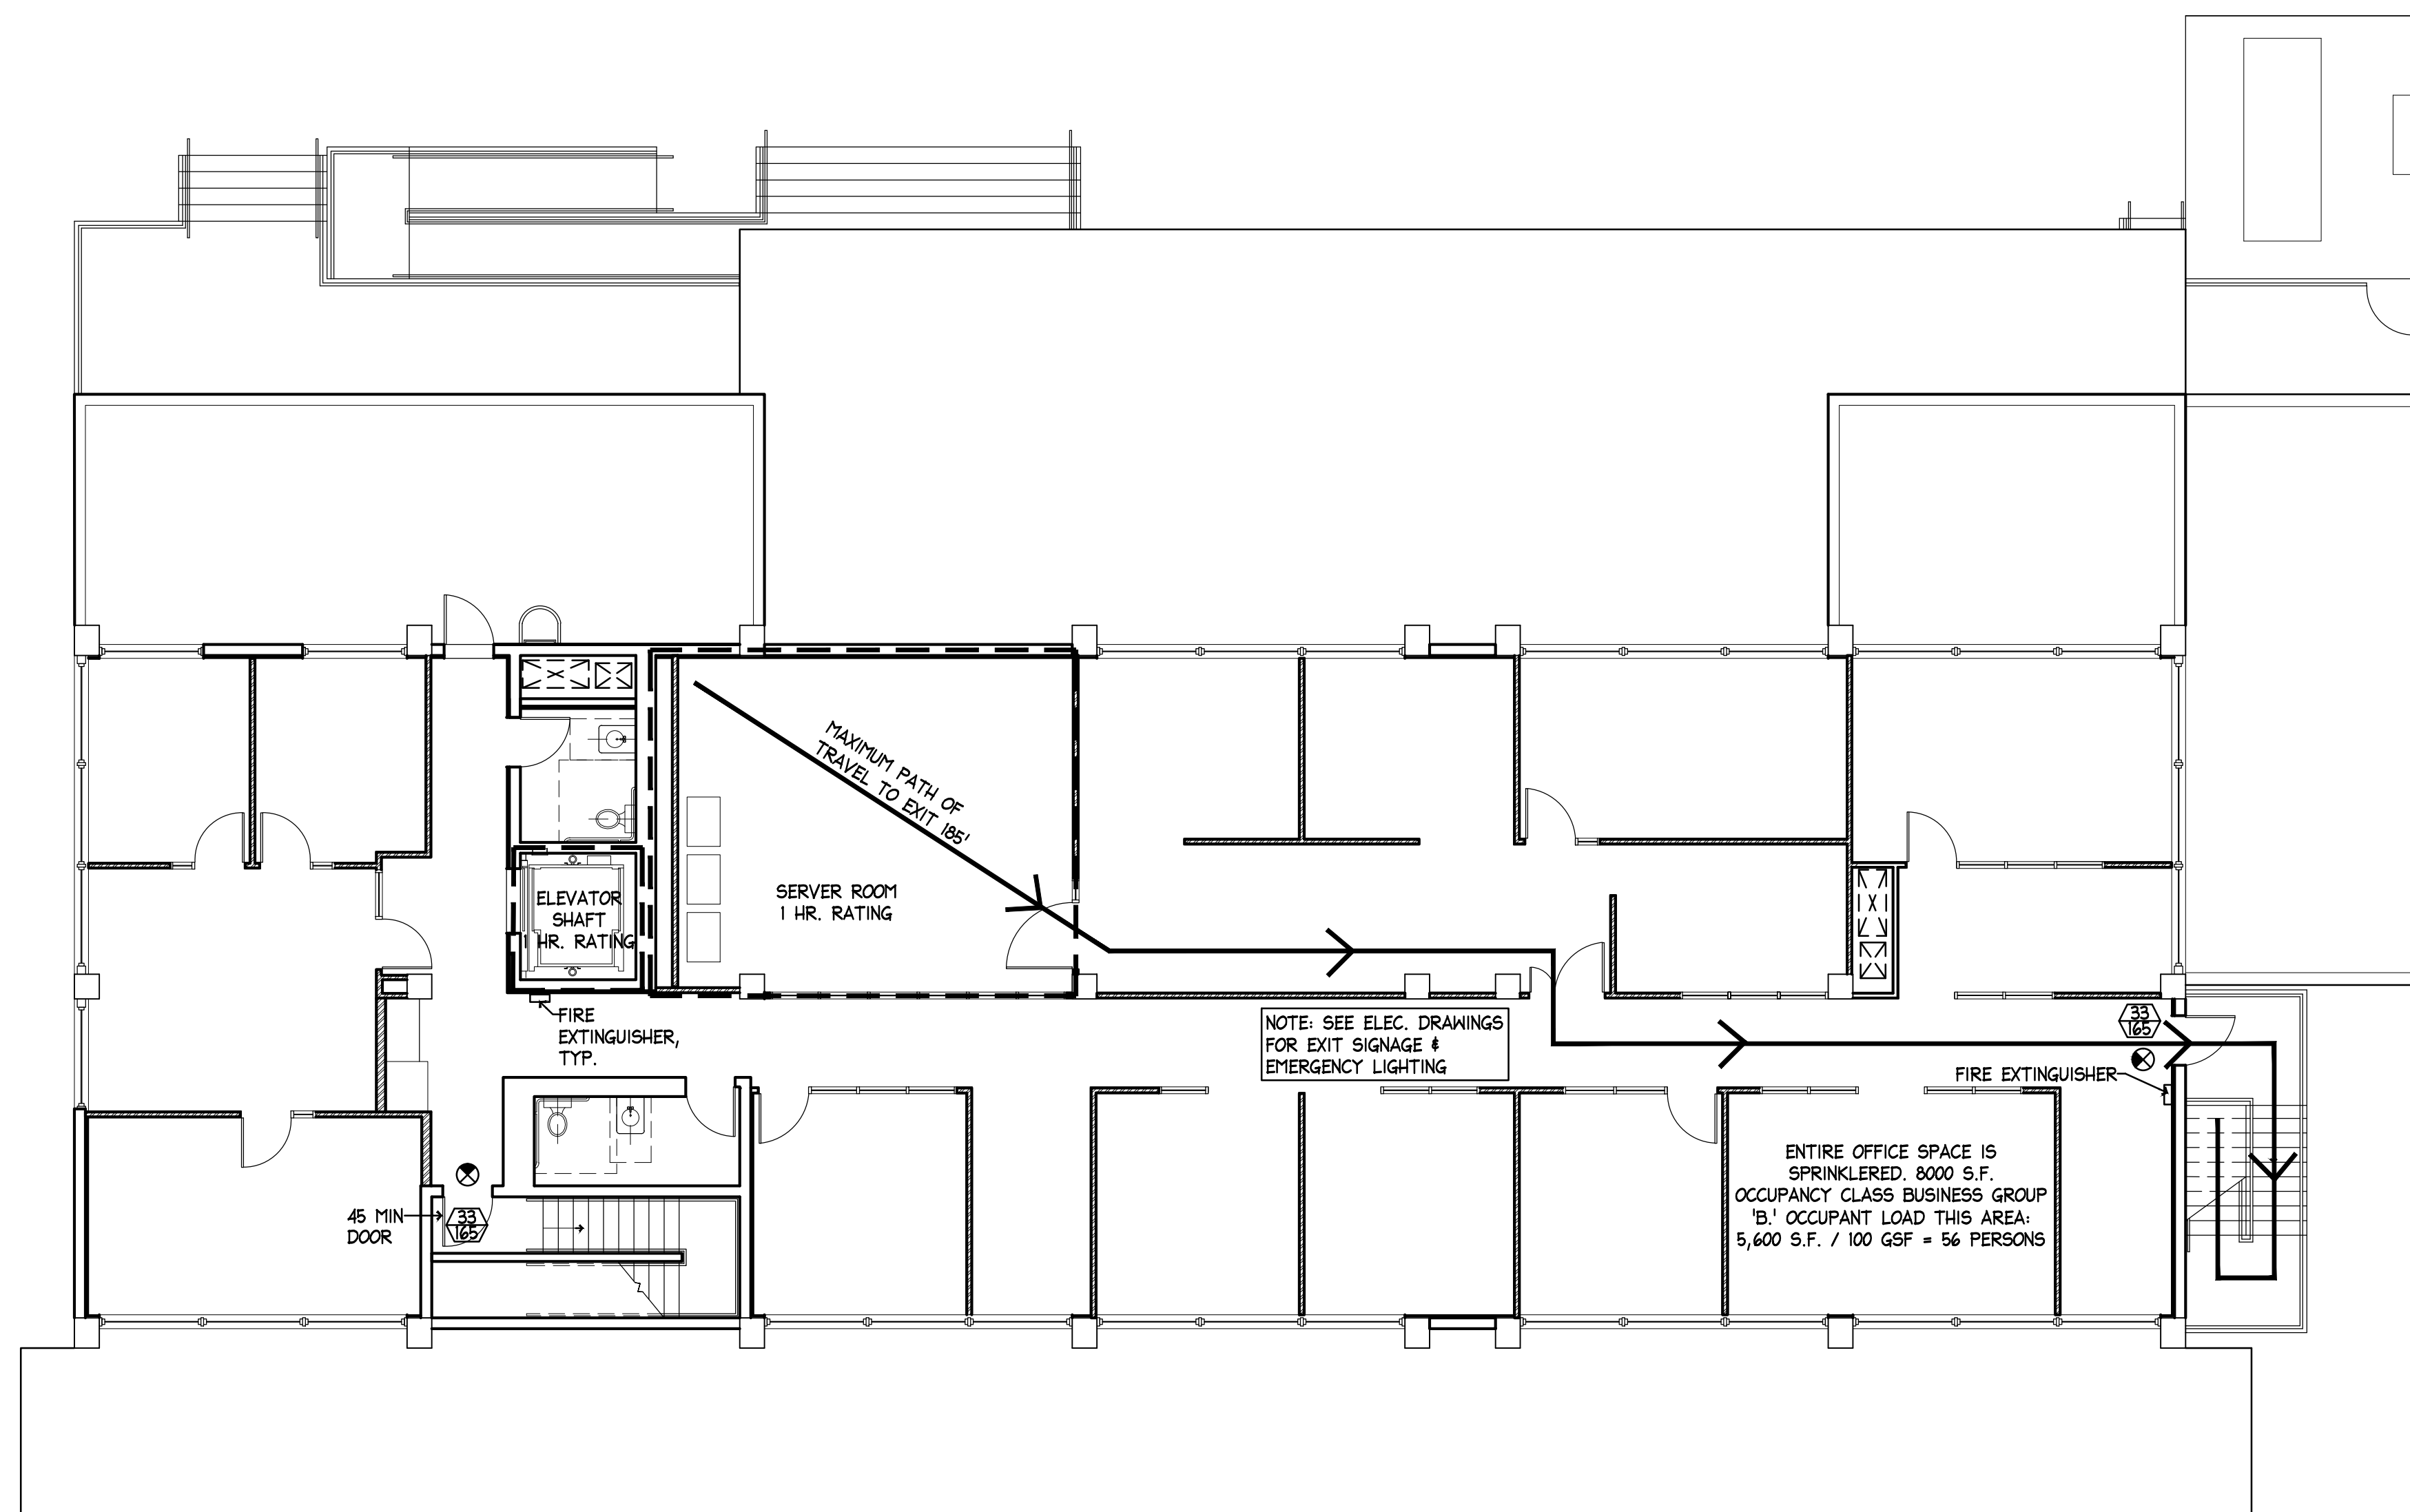 MAXIMUM PATH OF
TRAVEL TO EXIT 185'
SERVER ROOM
1 HR. RATING
ELEVATOR
SHAFT
1 HR. RATING
FIRE
EXTINGUISHER,
TYP.
NOTE: SEE ELEC. DRAWINGS
FOR EXIT SIGNAGE &
EMERGENCY LIGHTING
33
165
FIRE EXTINGUISHER
ENTIRE OFFICE SPACE IS
SPRINKLERED. 8000 S.F.
OCCUPANCY CLASS BUSINESS GROUP
'B.' OCCUPANT LOAD THIS AREA:
5,600 S.F. / 100 GSF = 56 PERSONS
45 MIN
DOOR
33
165